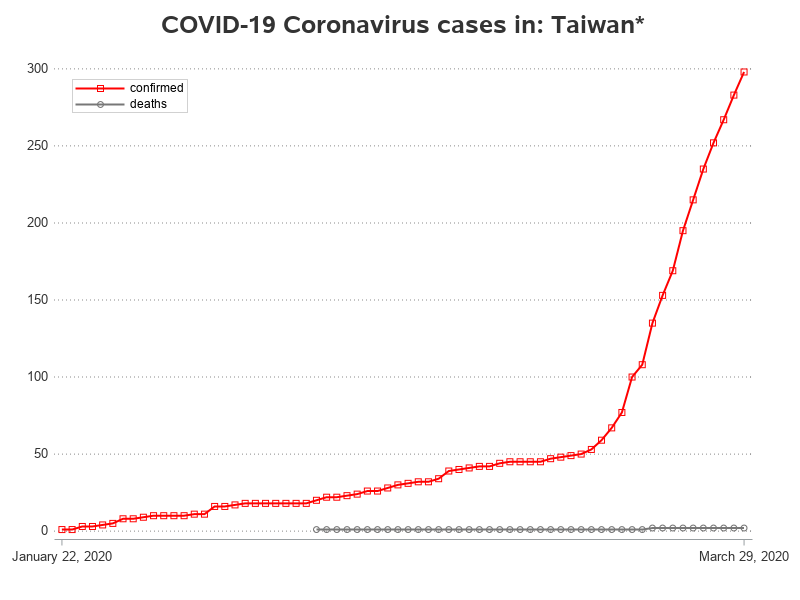 COVID-19 Coronavirus cases in: Taiwan*
confirmed
deaths
300
250
200
150
100
50
0
January 22, 2020
March 29, 2020